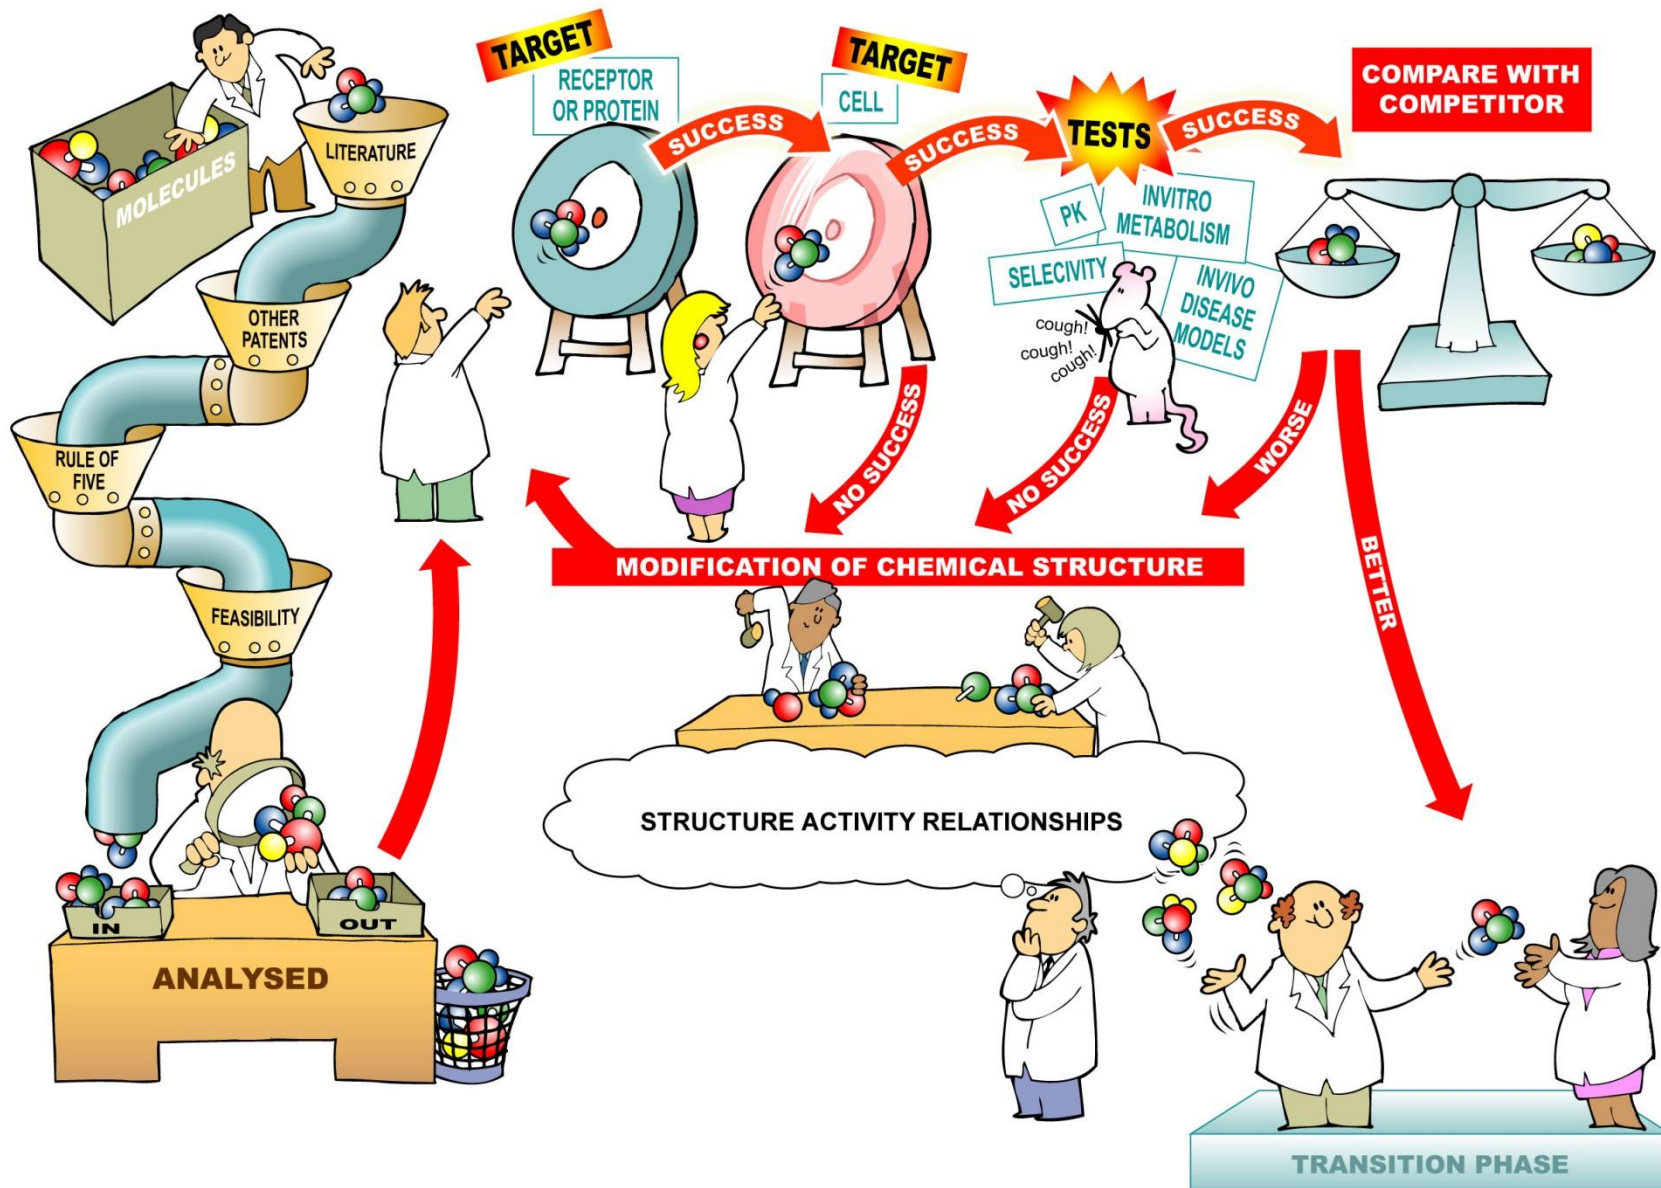 MOLECULES
LITERATURE
OTHER
PATENTS
RULE OF
FIVE
FEASIBILITY
IN
OUT
ANALYSED
TARGET
RECEPTOR
OR PROTEIN
SUCCESS
TARGET
CELL
SUCCESS
TESTS
SUCCESS
COMPARE WITH
COMPETITOR
PK
INVITRO
METABOLISM
SELECIVITY
INVIVO
DISEASE
MODELS
cough!
cough!
cough!
NO SUCCESS
NO SUCCESS
WORSE
BETTER
MODIFICATION OF CHEMICAL STRUCTURE
STRUCTURE ACTIVITY RELATIONSHIPS
TRANSITION PHASE